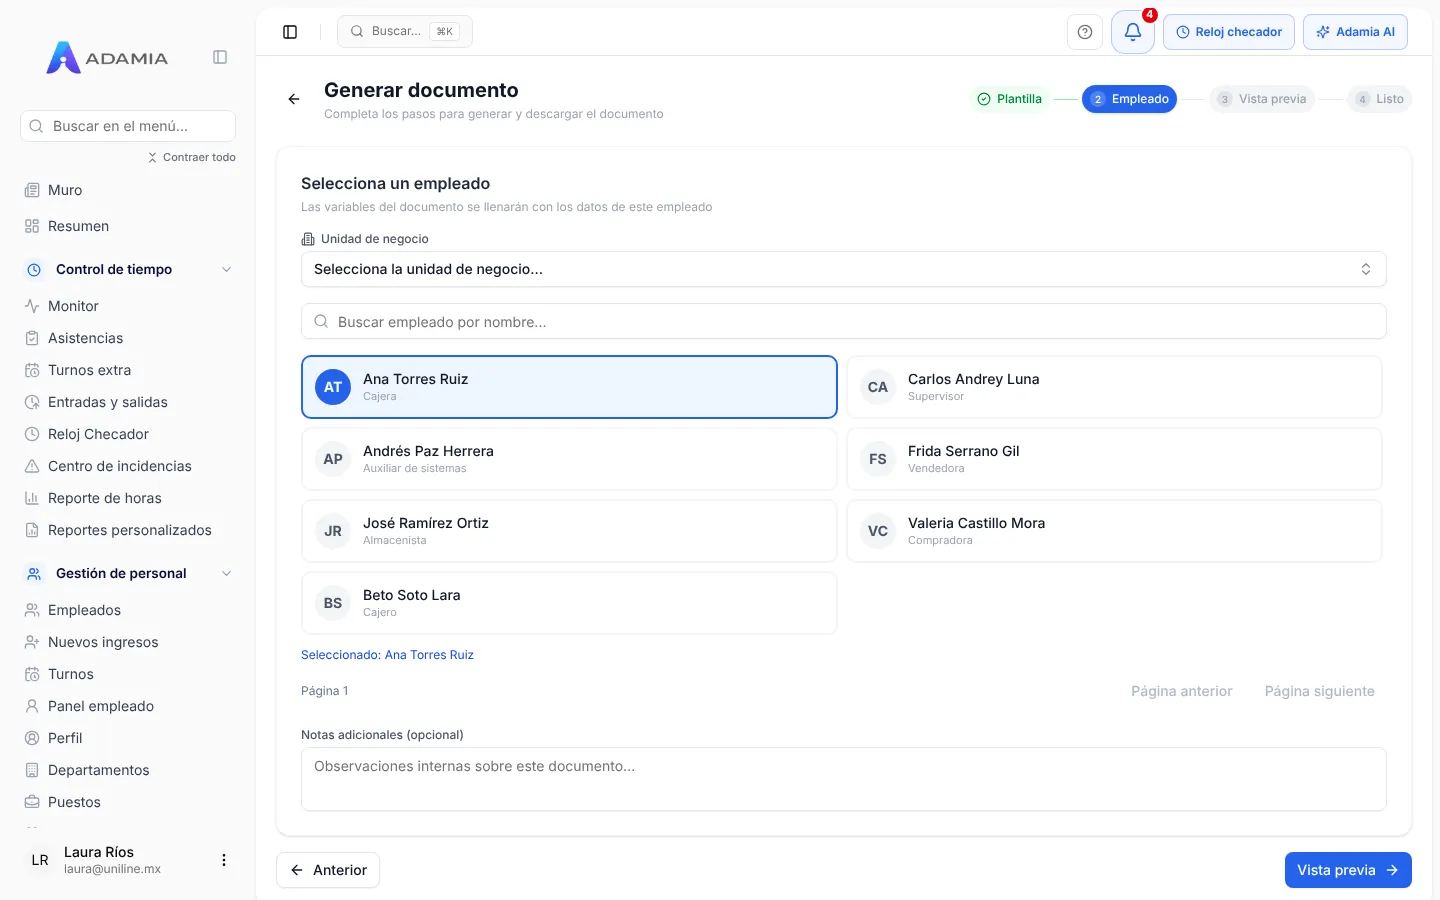 ADAMIA
Buscar en el menú...
Contraer todo
Muro
Resumen
Control de tiempo
Monitor
Asistencias
Turnos extra
Entradas y salidas
Reloj Checador
Centro de incidencias
Reporte de horas
Reportes personalizados
Gestión de personal
Empleados
Nuevos ingresos
Turnos
Panel empleado
Perfil
Departamentos
Puestos
LR
Laura Ríos
laura@uniline.mx
Buscar... ⌘K
4
Reloj checador
Adamia AI
Generar documento
Completa los pasos para generar y descargar el documento
Plantilla
2 Empleado
3 Vista previa
4 Listo
Selecciona un empleado
Las variables del documento se llenarán con los datos de este empleado
Unidad de negocio
Selecciona la unidad de negocio...
Buscar empleado por nombre...
AT
Ana Torres Ruiz
Cajera
CA
Carlos Andrey Luna
Supervisor
AP
Andrés Paz Herrera
Auxiliar de sistemas
FS
Frida Serrano Gil
Vendedora
JR
José Ramírez Ortiz
Almacenista
VC
Valeria Castillo Mora
Compradora
BS
Beto Soto Lara
Cajero
Seleccionado: Ana Torres Ruiz
Página 1
Página anterior
Página siguiente
Notas adicionales (opcional)
Observaciones internas sobre este documento...
Anterior
Vista previa